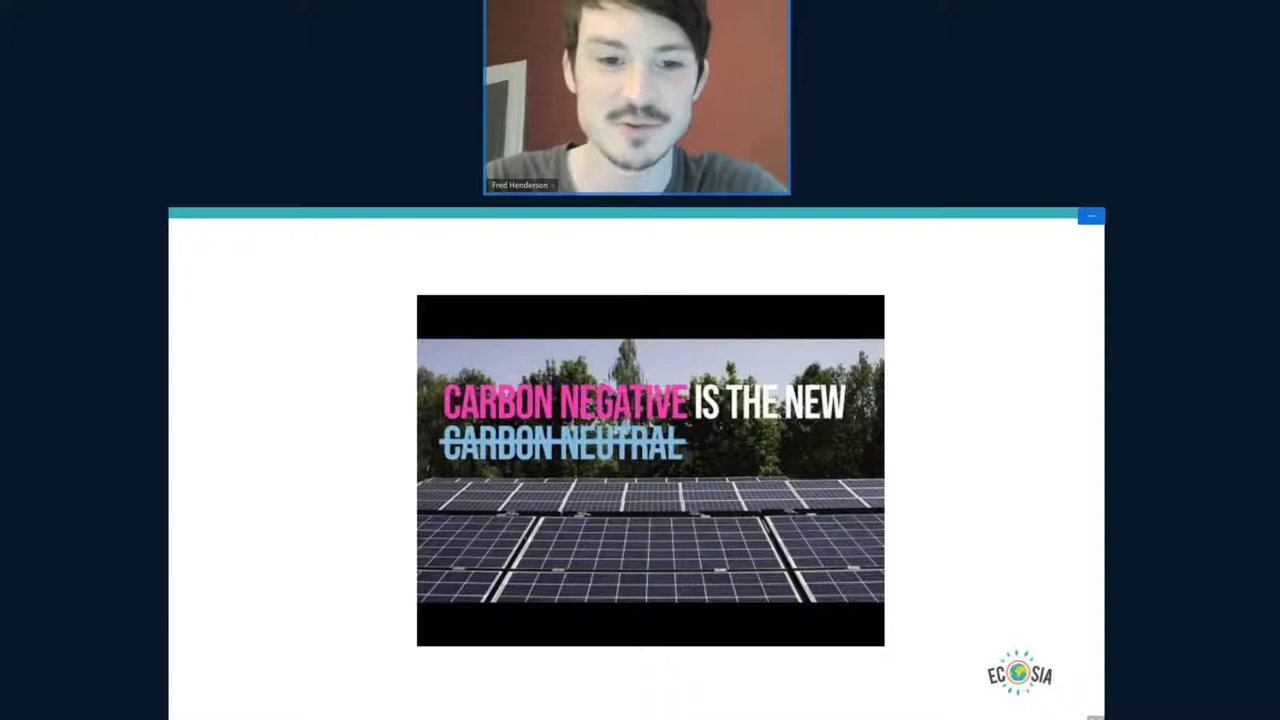 Fred Henderson
CARBON NEGATIVE IS THE NEW
CARBON NEUTRAL
ECOSIA